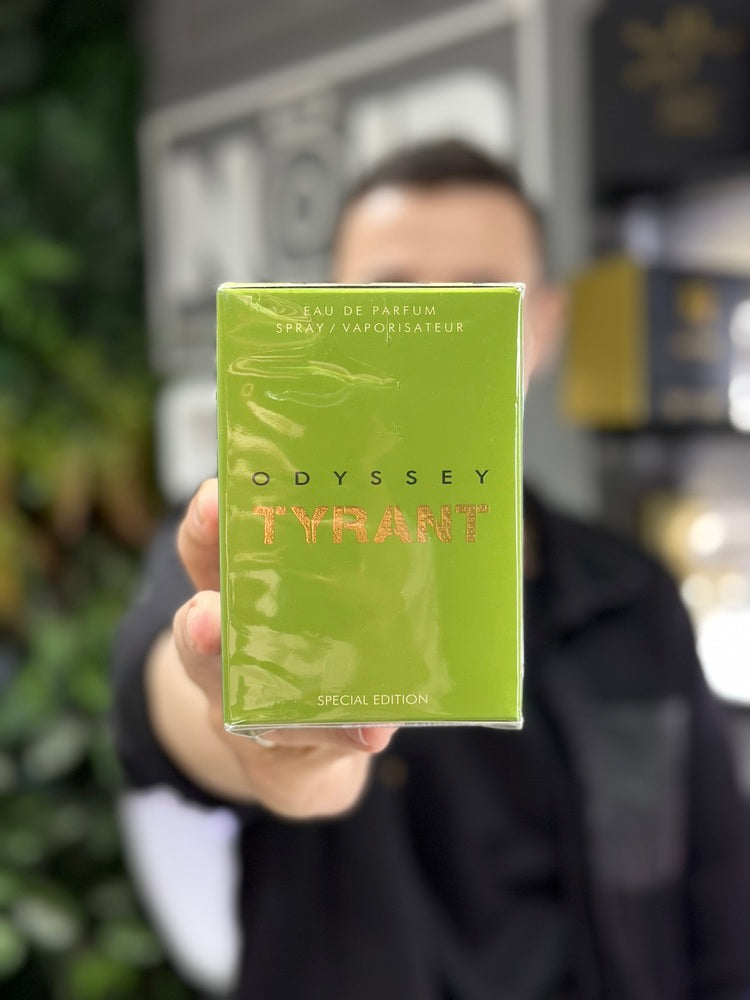 EAU DE PARFUM
SPRAY / VAPORISATEUR
ODYSSEY
TYRANT
SPECIAL EDITION